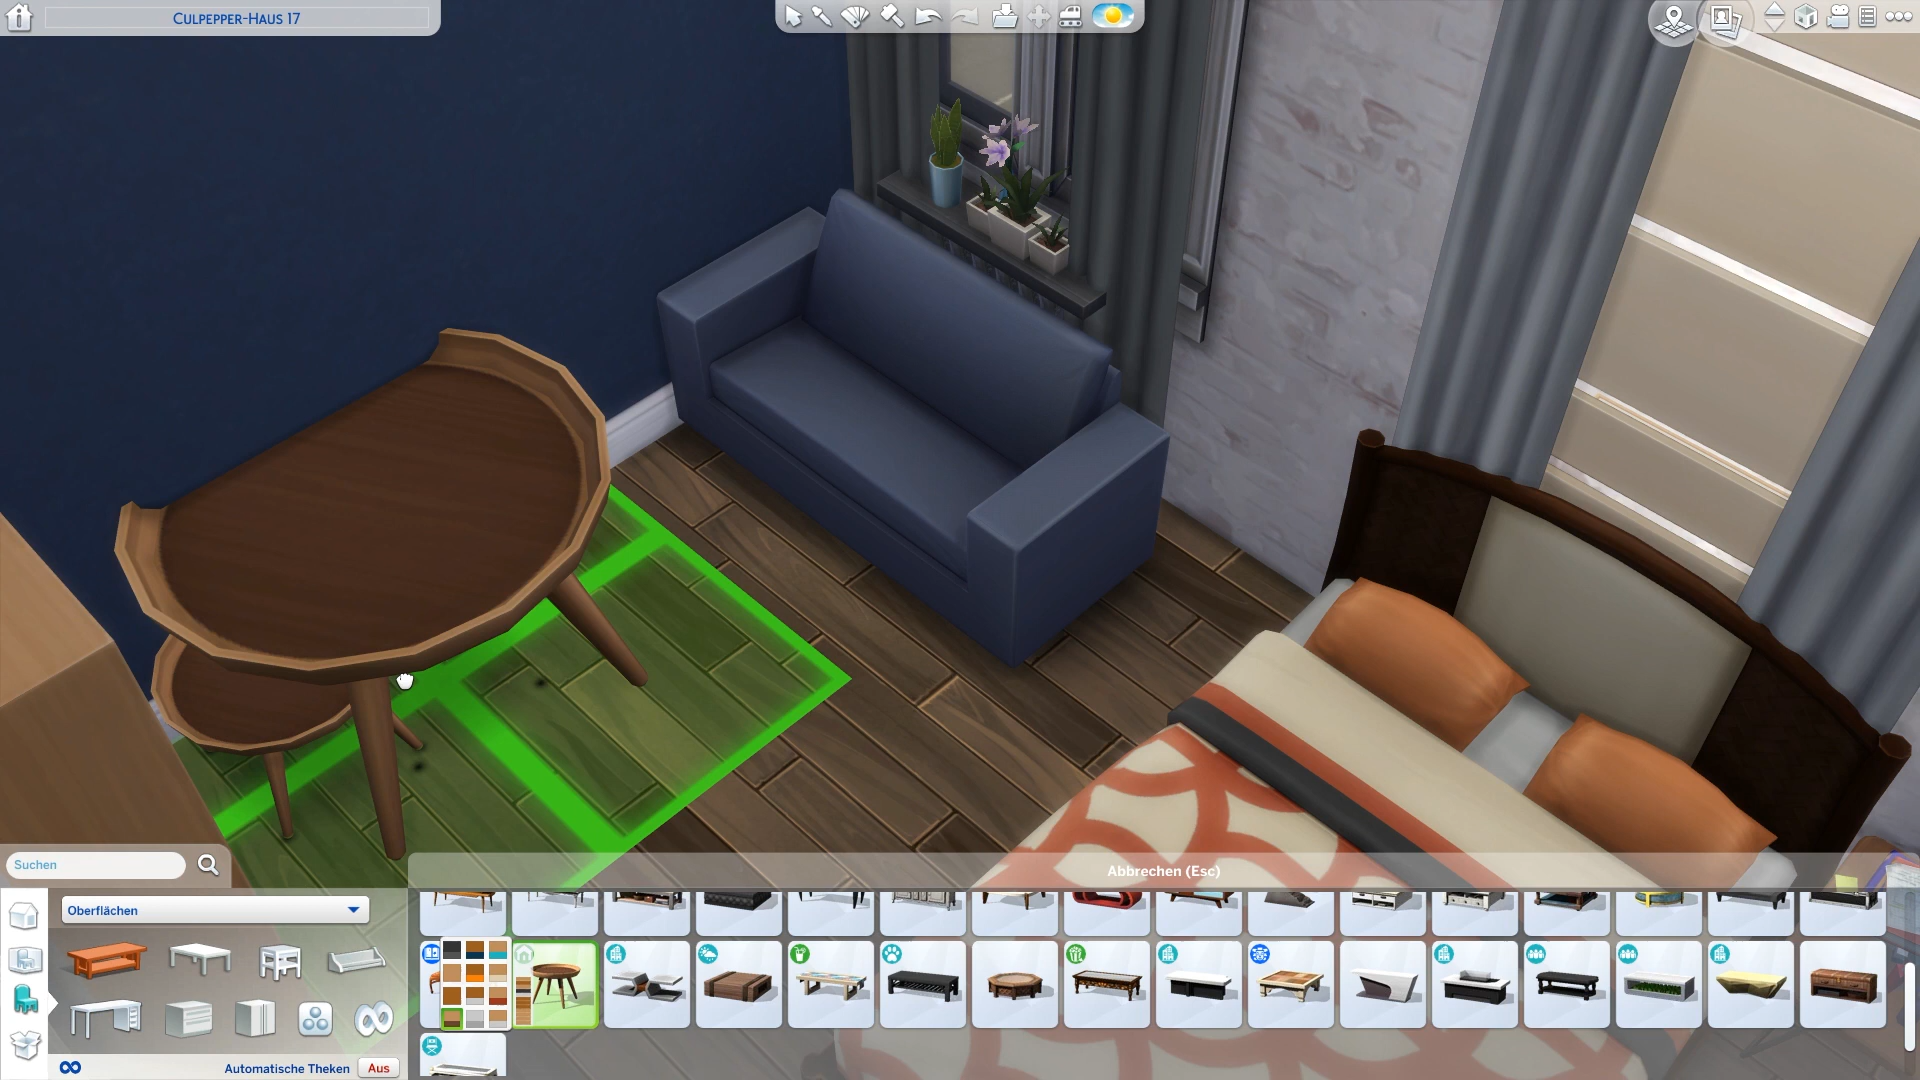 Culpepper-Haus 17
Suchen
Abbrechen (Esc)
Oberflächen
Automatische Theken
Aus